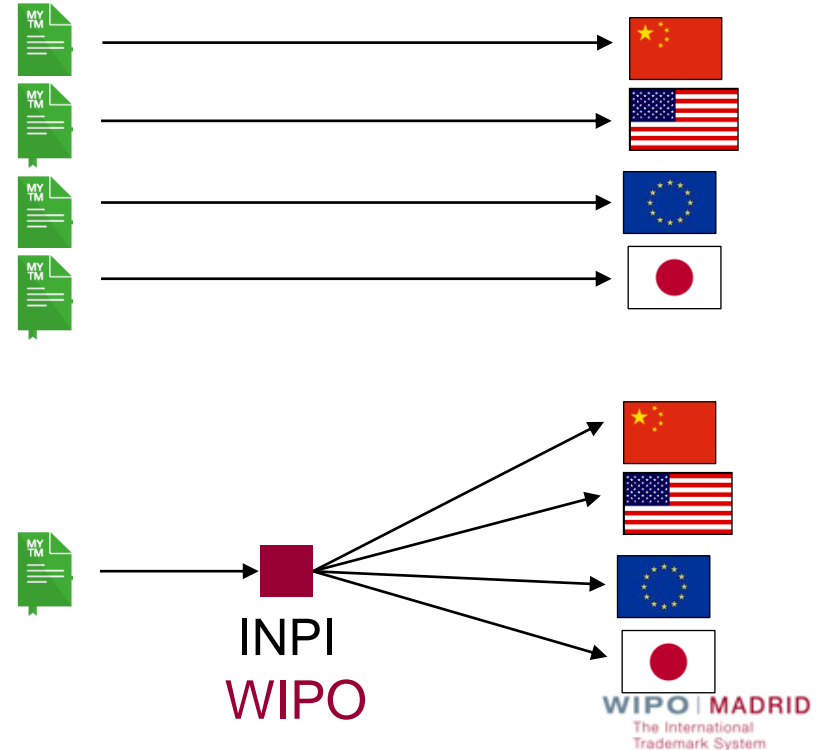 MY
TM
MY
TM
MY
TM
MY
TM
MY
TM
INPI
WIPO
WIPO | MADRID
The International
Trademark System